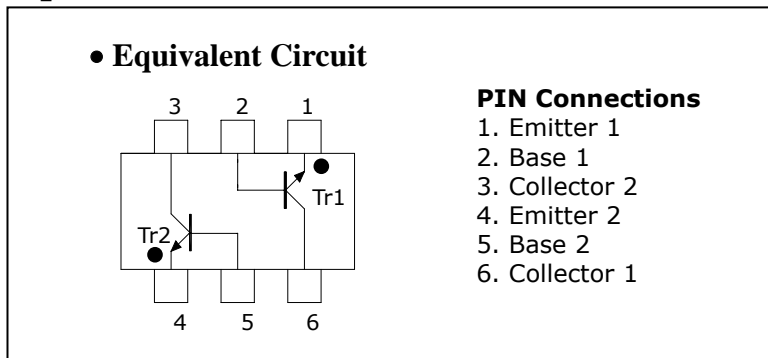 ● Equivalent Circuit
3 2 1
Tr1
Tr2
4 5 6
PIN Connections
1. Emitter 1
2. Base 1
3. Collector 2
4. Emitter 2
5. Base 2
6. Collector 1